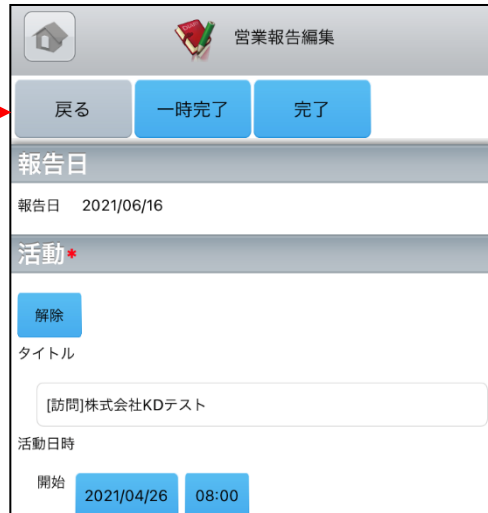 営業報告編集
戻る 一時完了 完了
報告日
報告日 2021/06/16
活動*
解除
タイトル
[訪問]株式会社KDテスト
活動日時
開始 2021/04/26 08:00